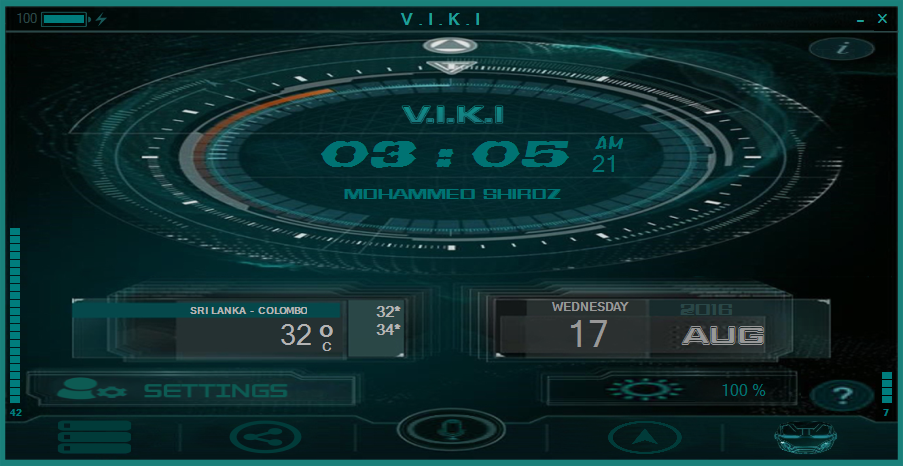 100
V.I.K.I
i
V.I.K.I
03:05 AM
21
MOHAMMED SHIROZ
SRI LANKA - COLOMBO
32°
C
32*
34*
WEDNESDAY
17
2016
AUG
SETTINGS
100 %
?
42
7